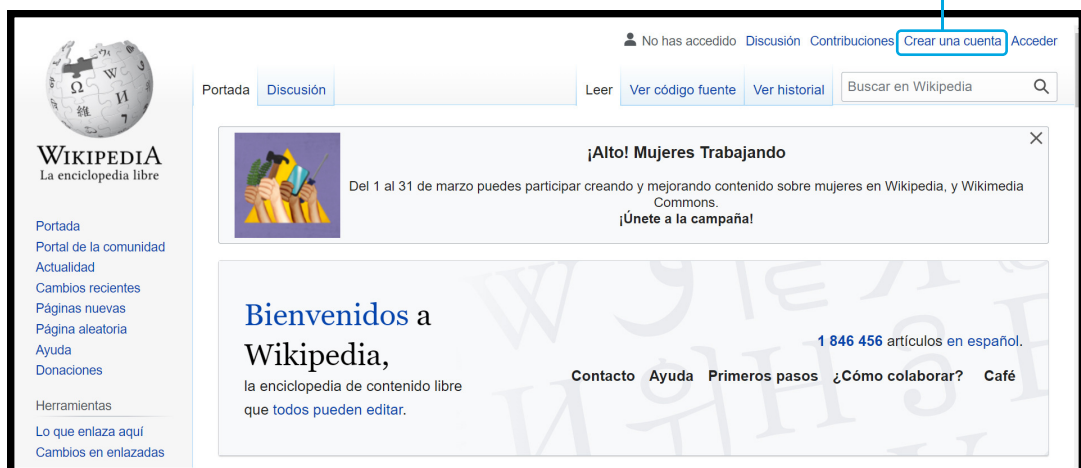 No has accedido Discusión Contribuciones Crear una cuenta Acceder
Portada Discusión Leer Ver código fuente Ver historial Buscar en Wikipedia
WIKIPEDIA
La enciclopedia libre
Portada
Portal de la comunidad
Actualidad
Cambios recientes
Páginas nuevas
Página aleatoria
Ayuda
Donaciones
Herramientas
Lo que enlaza aquí
Cambios en enlazadas
¡Alto! Mujeres Trabajando
Del 1 al 31 de marzo puedes participar creando y mejorando contenido sobre mujeres en Wikipedia, y Wikimedia
Commons.
¡Únete a la campaña!
Bienvenidos a
Wikipedia,
la enciclopedia de contenido libre
que todos pueden editar.
1 846 456 artículos en español.
Contacto Ayuda Primeros pasos ¿Cómo colaborar? Café